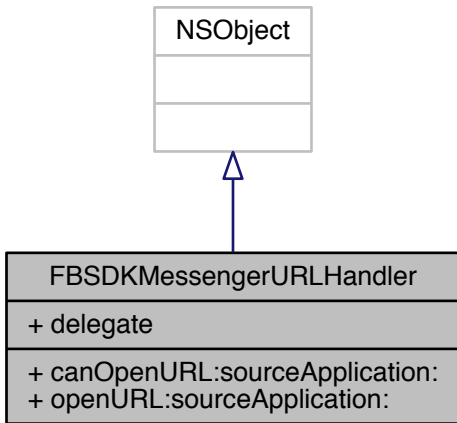 NSObject
FBSDKMessengerURLHandler
+ delegate
+ canOpenURL:sourceApplication:
+ openURL:sourceApplication: